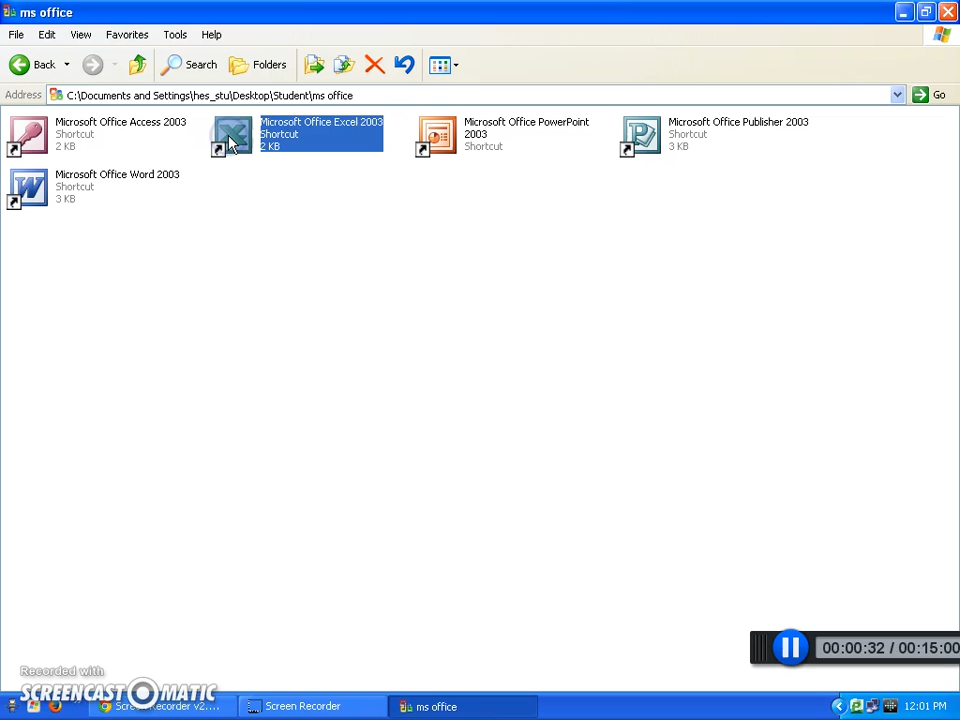 ms office
File Edit View Favorites Tools Help
Back Search Folders
Address C:\Documents and Settings\hes_stu\Desktop\Student\ms office Go
Microsoft Office Access 2003
Shortcut
2 KB
Microsoft Office Excel 2003
Shortcut
2 KB
Microsoft Office PowerPoint
2003
Shortcut
Microsoft Office Publisher 2003
Shortcut
3 KB
Microsoft Office Word 2003
Shortcut
3 KB
00:00:32 / 00:15:00
Recorded with
SCREENCAST-O-MATIC
Screen Recorder
ms office
12:01 PM